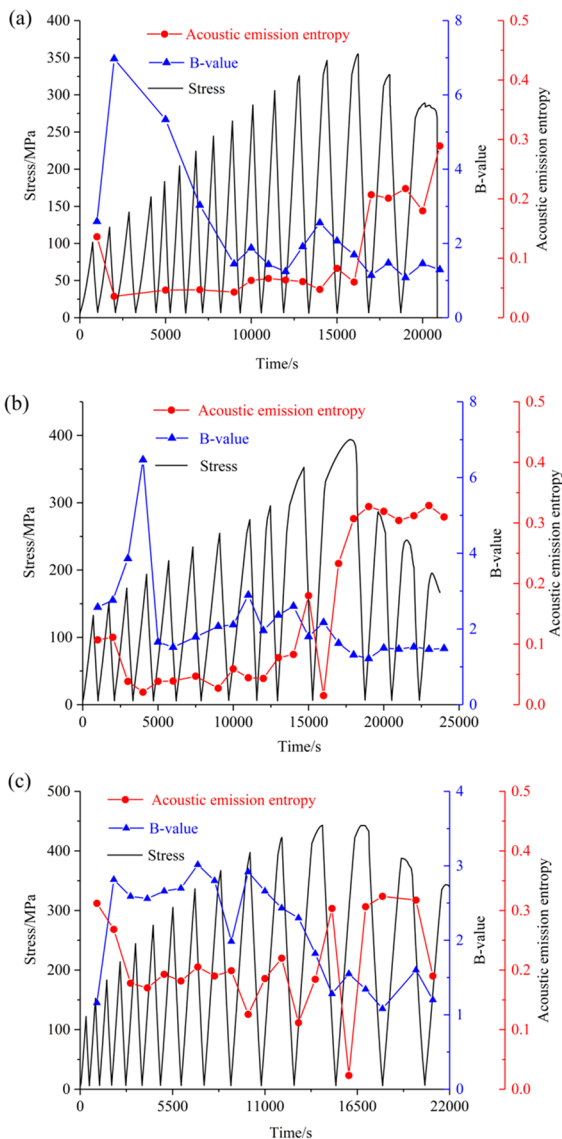 (a)
Acoustic emission entropy
B-value
Stress
Stress/MPa
400
350
300
250
200
150
100
50
0
8
6
4
2
0
B-value
0.5
0.4
0.3
0.2
0.1
0.0
Acoustic emission entropy
0 5000 10000 15000 20000
Time/s
(b)
Acoustic emission entropy
B-value
Stress
Stress/MPa
400
300
200
100
0
8
6
4
2
0
B-value
0.5
0.4
0.3
0.2
0.1
0.0
Acoustic emission entropy
0 5000 10000 15000 20000 25000
Time/s
(c)
Acoustic emission entropy
B-value
Stress
Stress/MPa
500
400
300
200
100
0
4
3
2
1
0
B-value
0.5
0.4
0.3
0.2
0.1
0.0
Acoustic emission entropy
0 5500 11000 16500 22000
Time/s